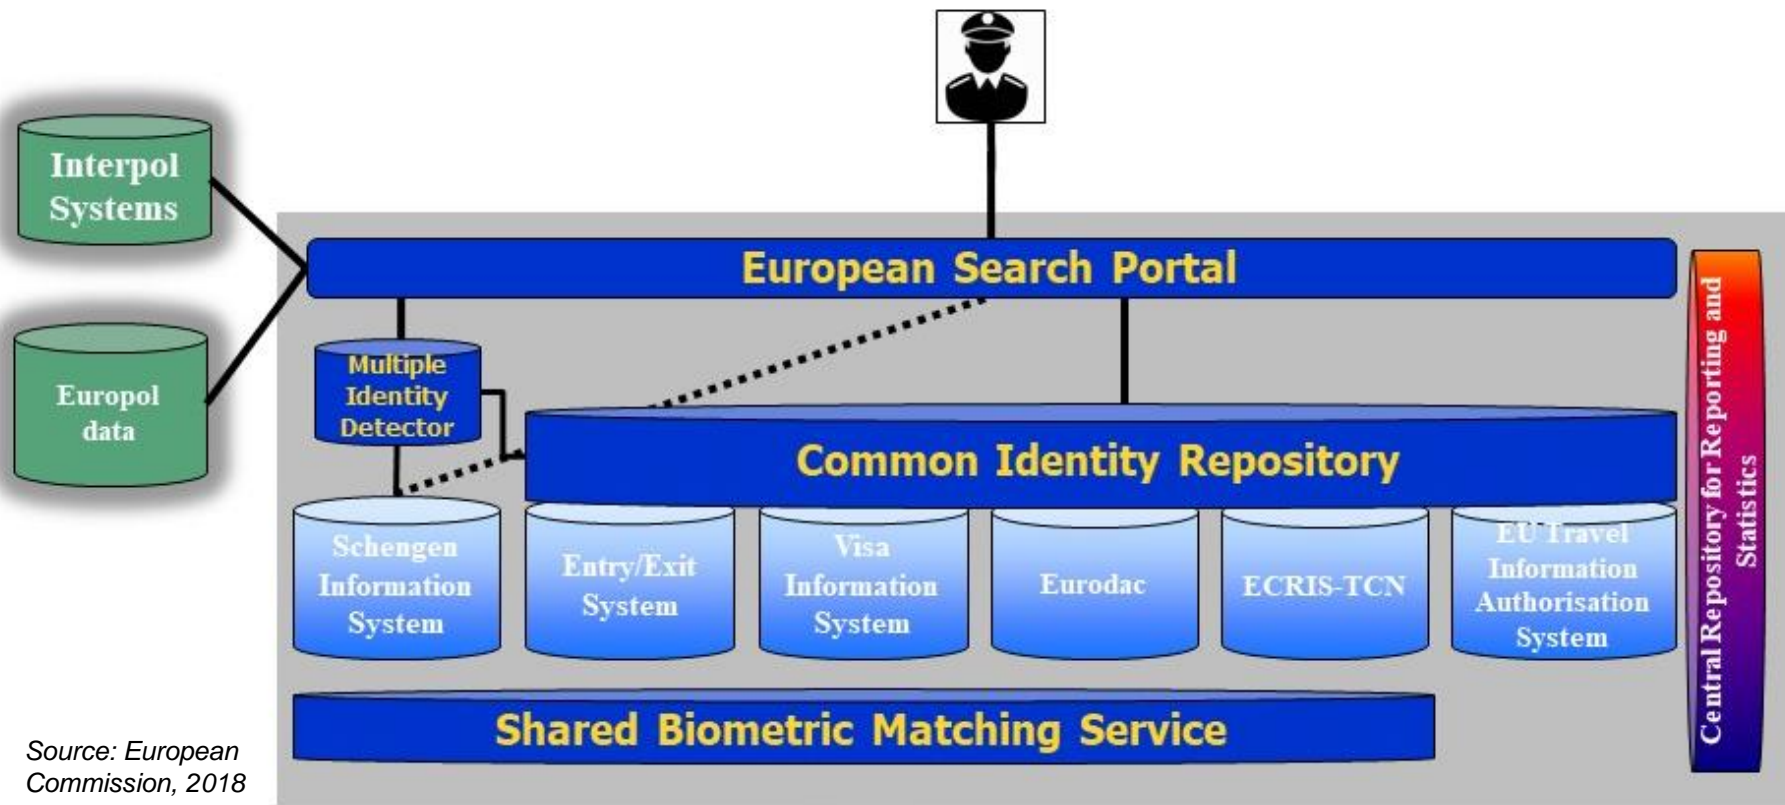 Interpol
Systems
European Search Portal
Europol
data
Multiple
Identity
Detector
Common Identity Repository
Schengen
Information
System
Entry/Exit
System
Visa
Information
System
Eurodac
ECRIS-TCN
EU Travel
Information
Authorisation
System
Central Repository for Reporting and
Statistics
Shared Biometric Matching Service
Source: European
Commission, 2018